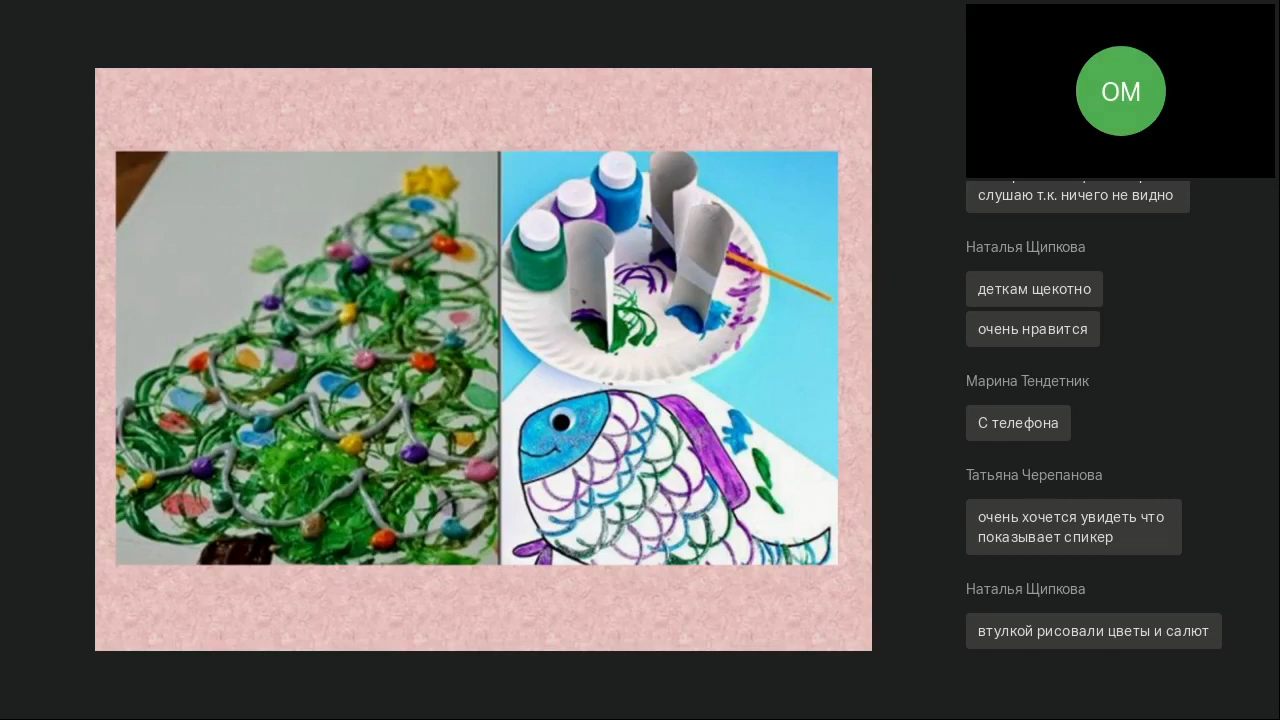 OM
слушаю т.к. ничего не видно
Наталья Щипкова
деткам щекотно
очень нравится
Марина Тендетник
С телефона
Татьяна Черепанова
очень хочется увидеть что
показывает спикер
Наталья Щипкова
втулкой рисовали цветы и салют